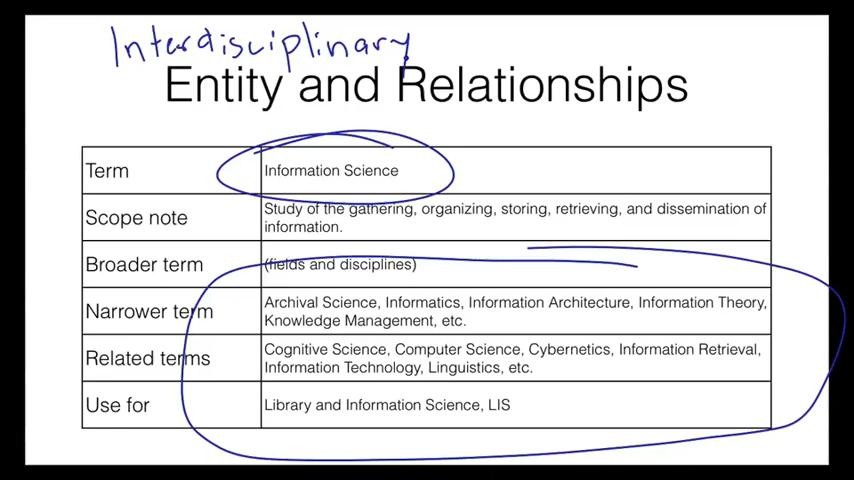 Interdisciplinary
Entity and Relationships
Term Information Science
Scope note Study of the gathering, organizing, storing, retrieving, and dissemination of
information.
Broader term (fields and disciplines)
Narrower term Archival Science, Informatics, Information Architecture, Information Theory,
Knowledge Management, etc.
Related terms Cognitive Science, Computer Science, Cybernetics, Information Retrieval,
Information Technology, Linguistics, etc.
Use for Library and Information Science, LIS